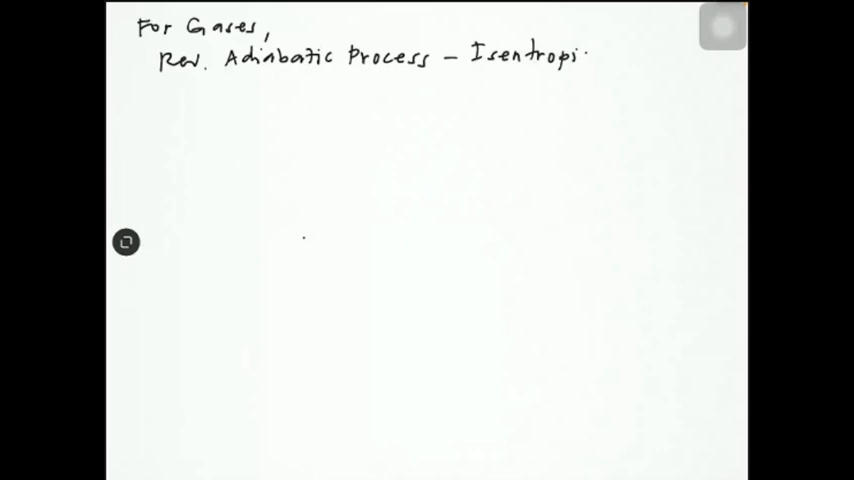 For Gases,
Rev. Adiabatic Process - Isentropi